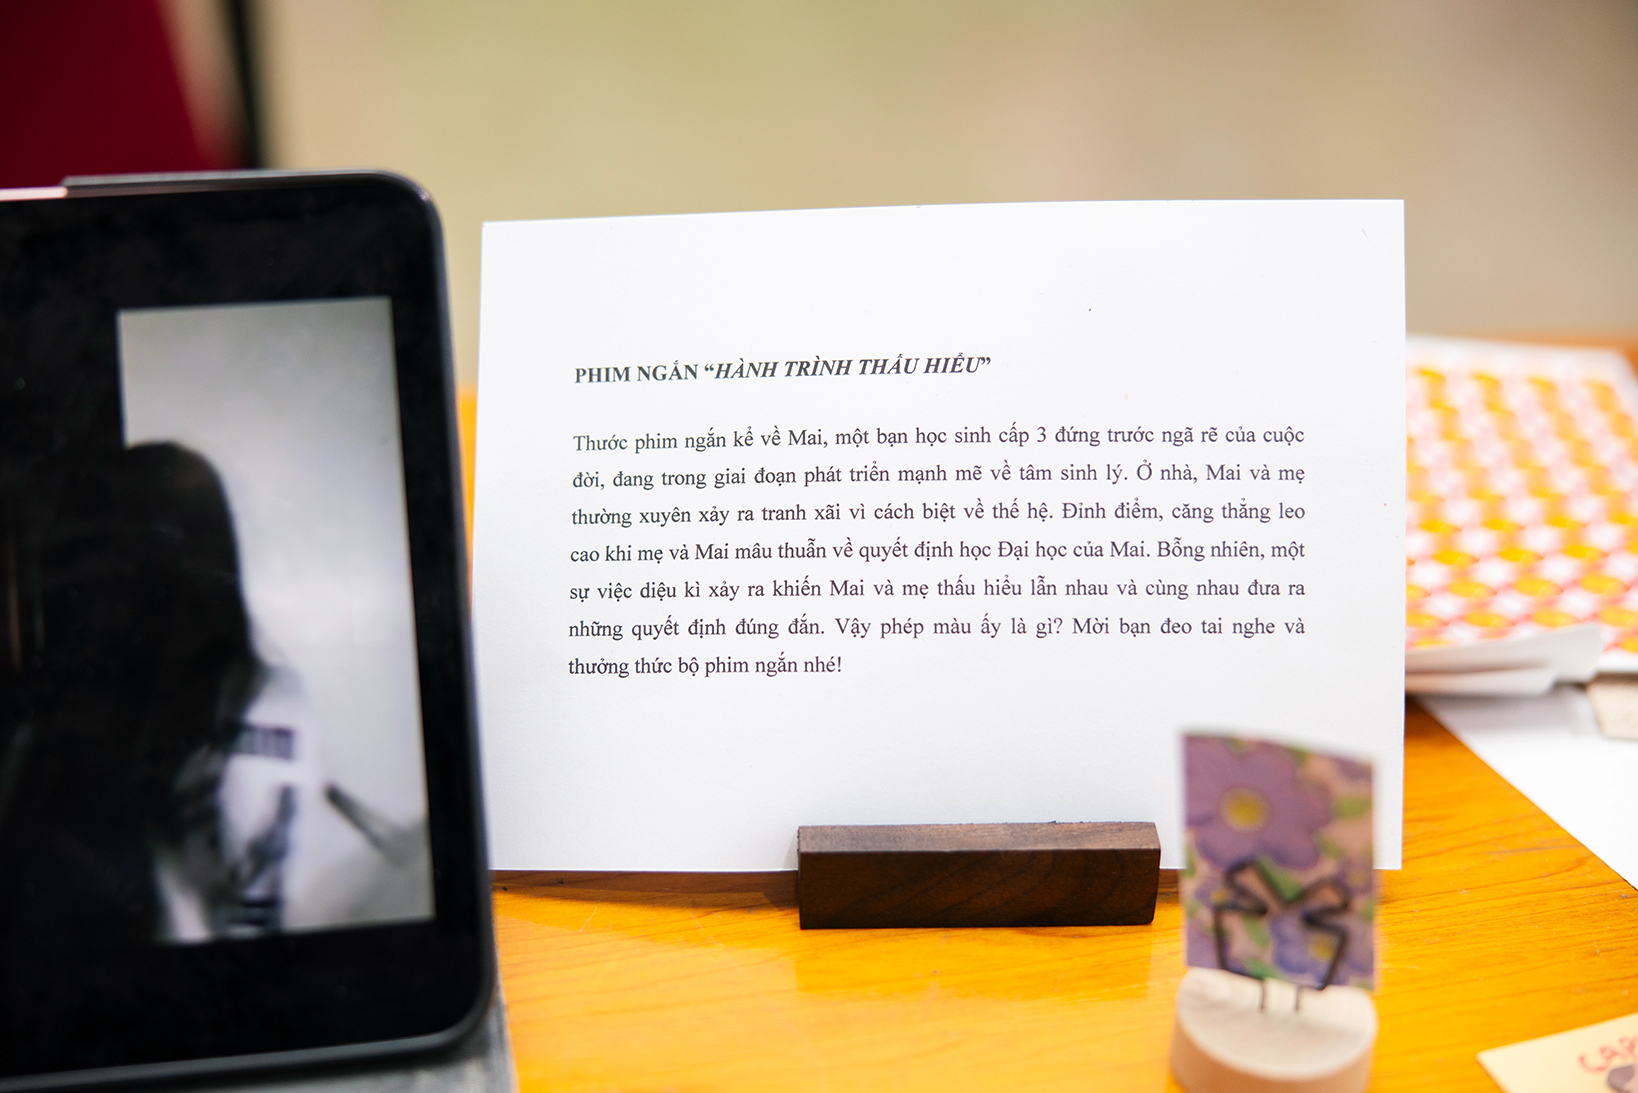 PHIM NGẮN “HÀNH TRÌNH THẤU HIỂU”
Thước phim ngắn kể về Mai, một bạn học sinh cấp 3 đứng trước ngã rẽ của cuộc
đời, đang trong giai đoạn phát triển mạnh mẽ về tâm sinh lý. Ở nhà, Mai và mẹ
thường xuyên xảy ra tranh xãi vì cách biệt về thế hệ. Đỉnh điểm, căng thẳng leo
cao khi mẹ và Mai mâu thuẫn về quyết định học Đại học của Mai. Bỗng nhiên, một
sự việc diệu kì xảy ra khiến Mai và mẹ thấu hiểu lẫn nhau và cùng nhau đưa ra
những quyết định đúng đắn. Vậy phép màu ấy là gì? Mời bạn đeo tai nghe và
thưởng thức bộ phim ngắn nhé!